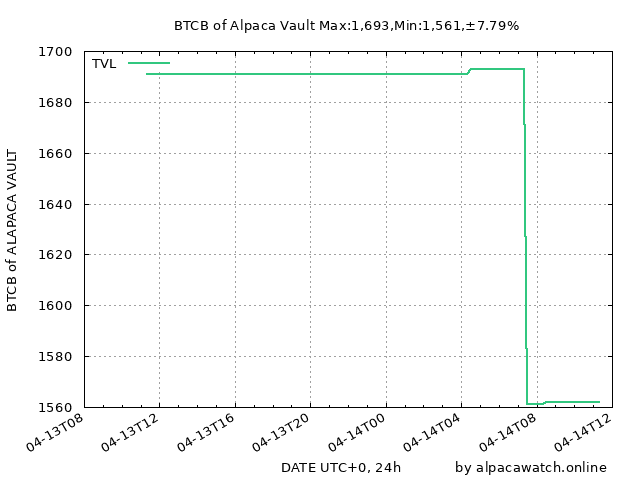 BTCB of Alpaca Vault Max:1,693,Min:1,561,±7.79%
TVL
1700
1680
1660
1640
1620
1600
1580
1560
BTCB of ALAPACA VAULT
04-13T08
04-13T12
04-13T16
04-13T20
04-14T00
04-14T04
04-14T08
04-14T12
DATE UTC+0, 24h
by alpacawatch.online